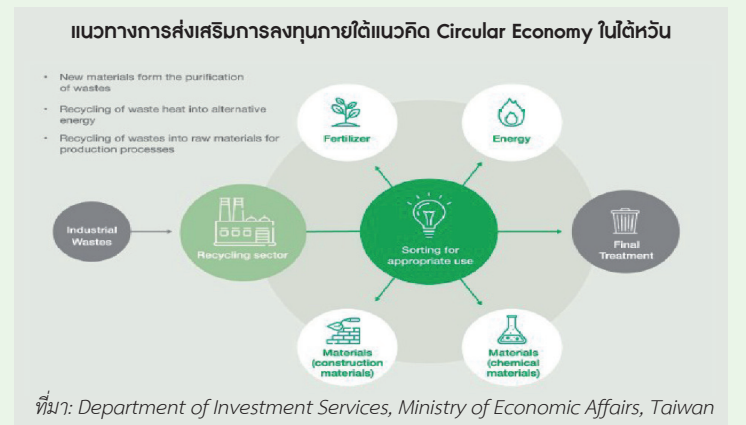 แนวทางการส่งเสริมการลงทุนภายใต้แนวคิด Circular Economy ในไต้หวัน
• New materials form the purification
of wastes
• Recycling of waste heat into alternative
energy
• Recycling of wastes into raw materials for
production processes
Fertilizer
Energy
Industrial
Wastes
Recycling sector
Sorting for
appropriate use
Final
Treatment
Materials
(construction
materials)
Materials
(chemical
materials)
ที่มา: Department of Investment Services, Ministry of Economic Affairs, Taiwan